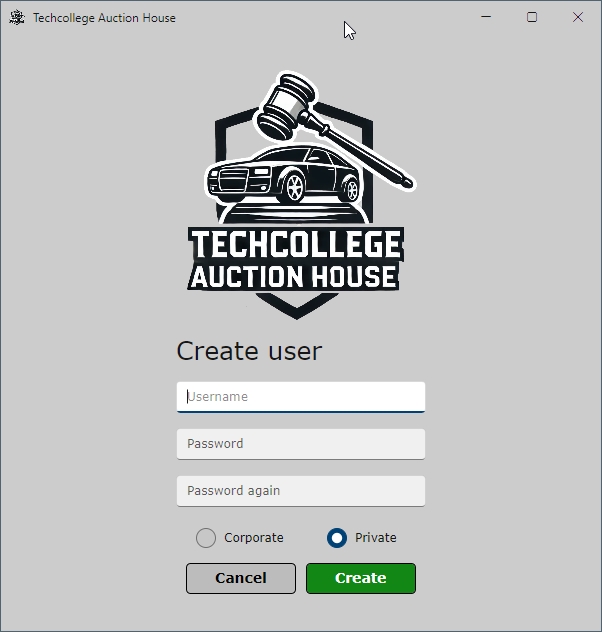 Techcollege Auction House
TECHCOLLEGE
AUCTION HOUSE
Create user
Username
Password
Password again
Corporate Private
Cancel Create